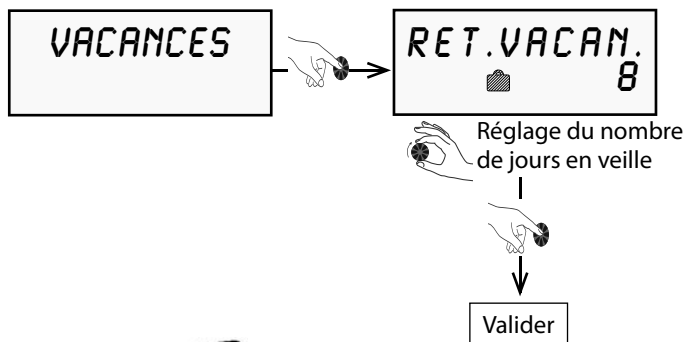 VACANCES
RET.VACAN.
8
Réglage du nombre
de jours en veille
Valider